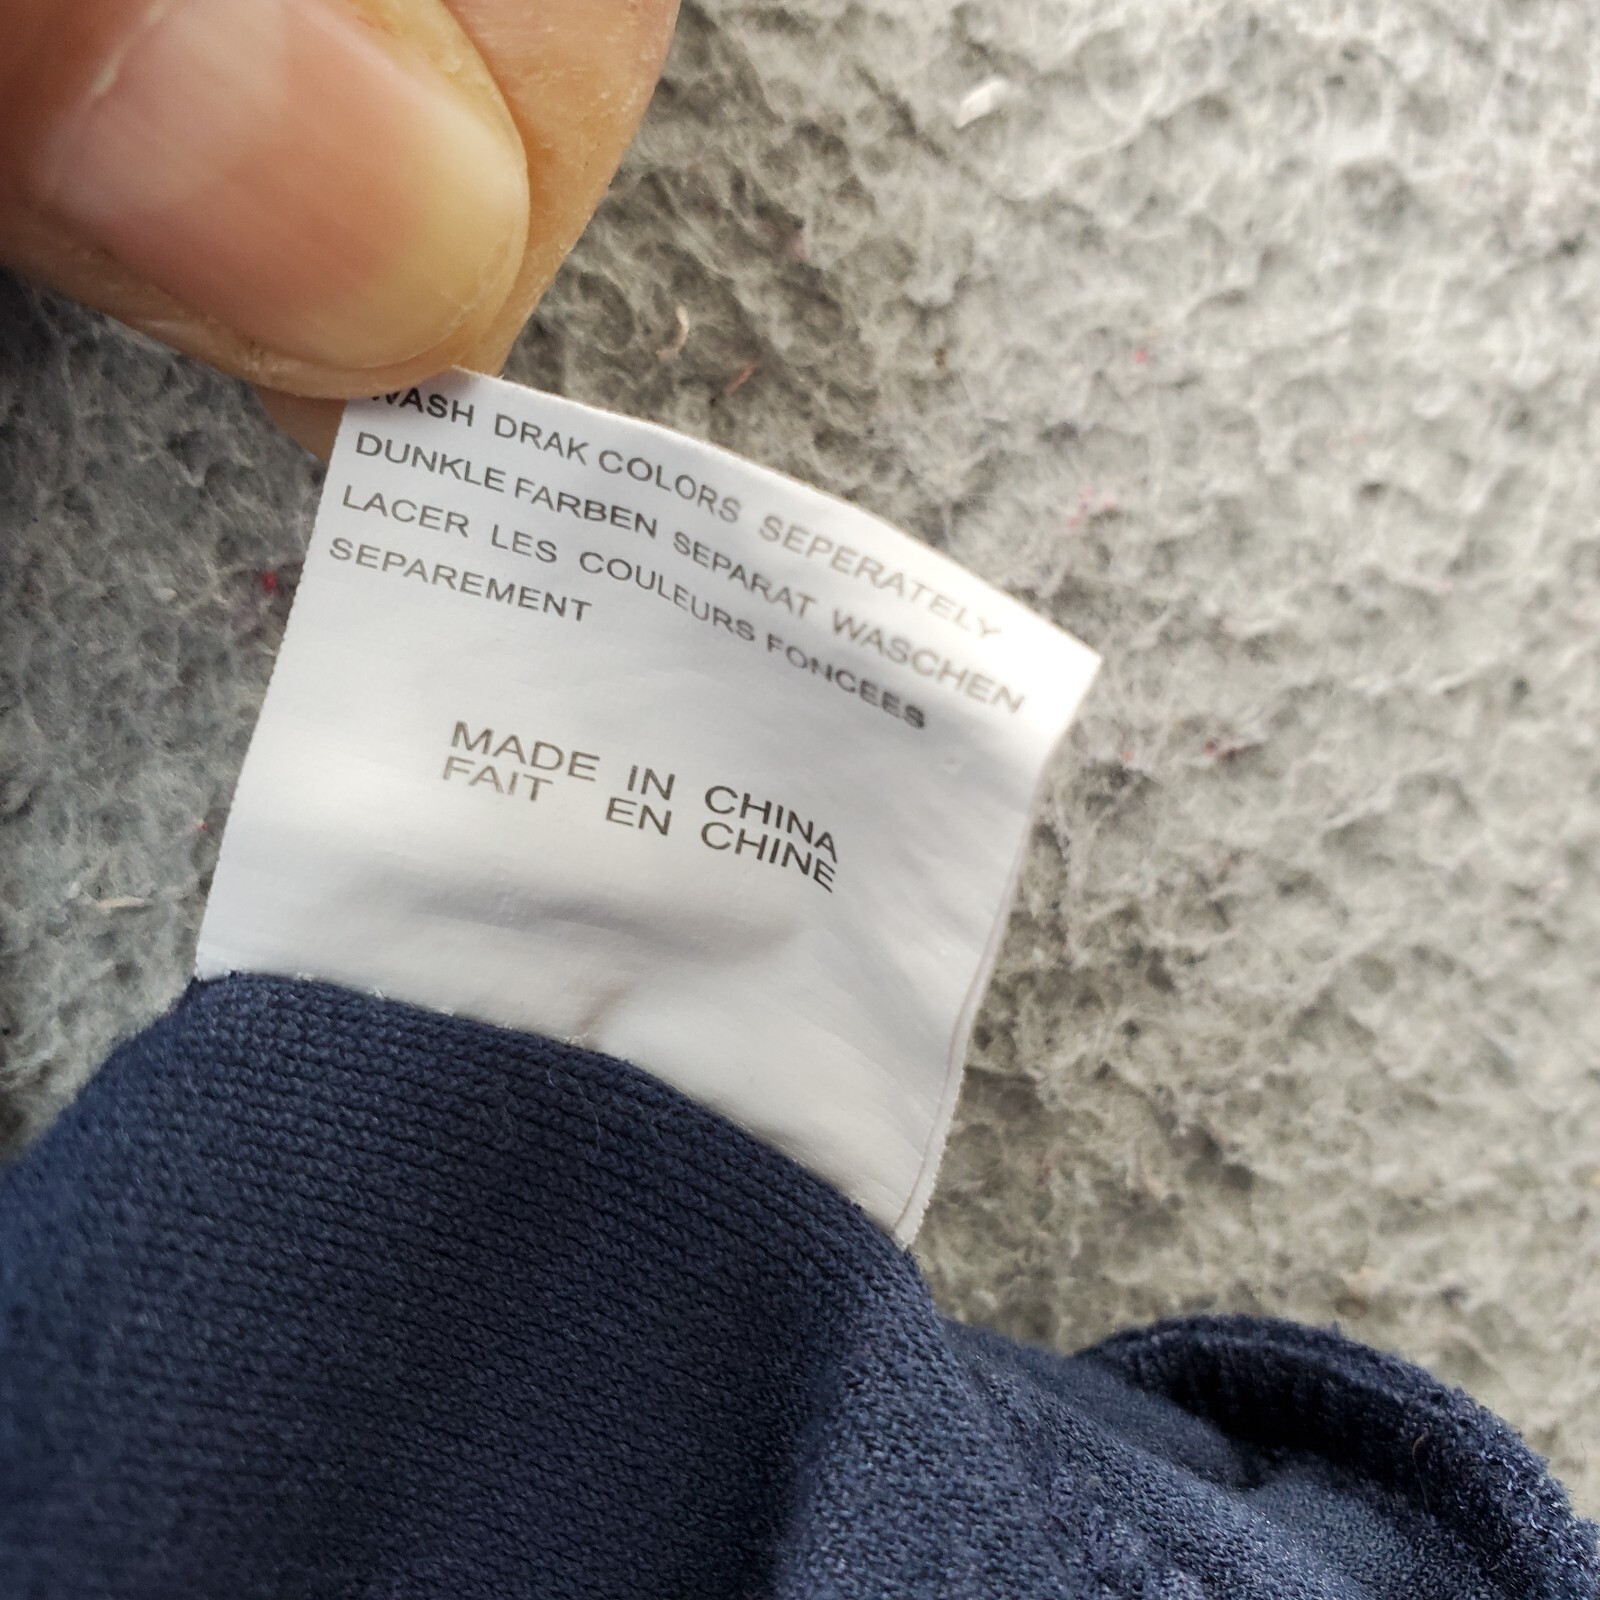 WASH DRAK COLORS SEPERATELY
DUNKLE FARBEN SEPARAT WASCHEN
LACER LES COULEURS FONCEES
SEPAREMENT
MADE IN CHINA
FAIT EN CHINE